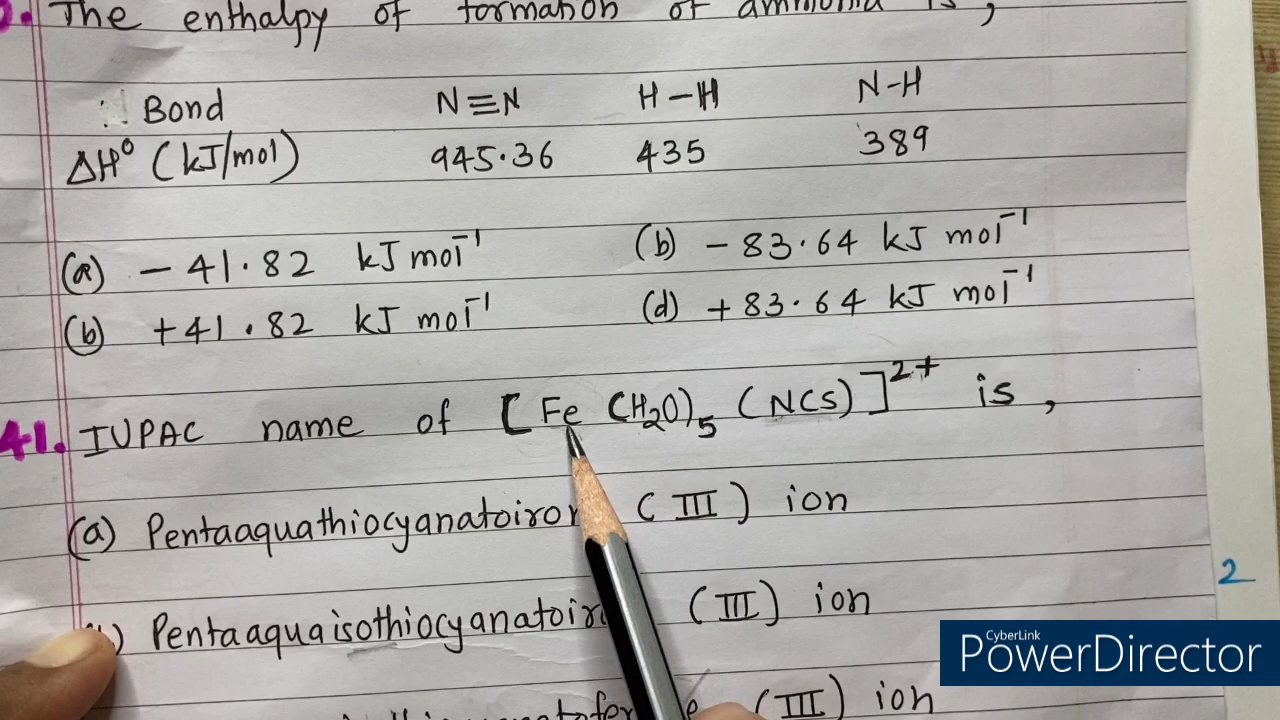 The enthalpy of formation of ammonia is,
Bond N≡N H-H N-H
ΔH° (kJ/mol) 945.36 435 389
(a) - 41.82 kJ mol⁻¹ (b) - 83.64 kJ mol⁻¹
(b) +41.82 kJ mol⁻¹ (d) +83.64 kJ mol⁻¹
41. IUPAC name of [Fe (H₂O)₅ (NCS)]²⁺ is,
(a) Pentaaquathiocyanatoiron (III) ion
Pentaaquaisothiocyanatoir (III) ion
(III) ion
2
CyberLink
PowerDirector